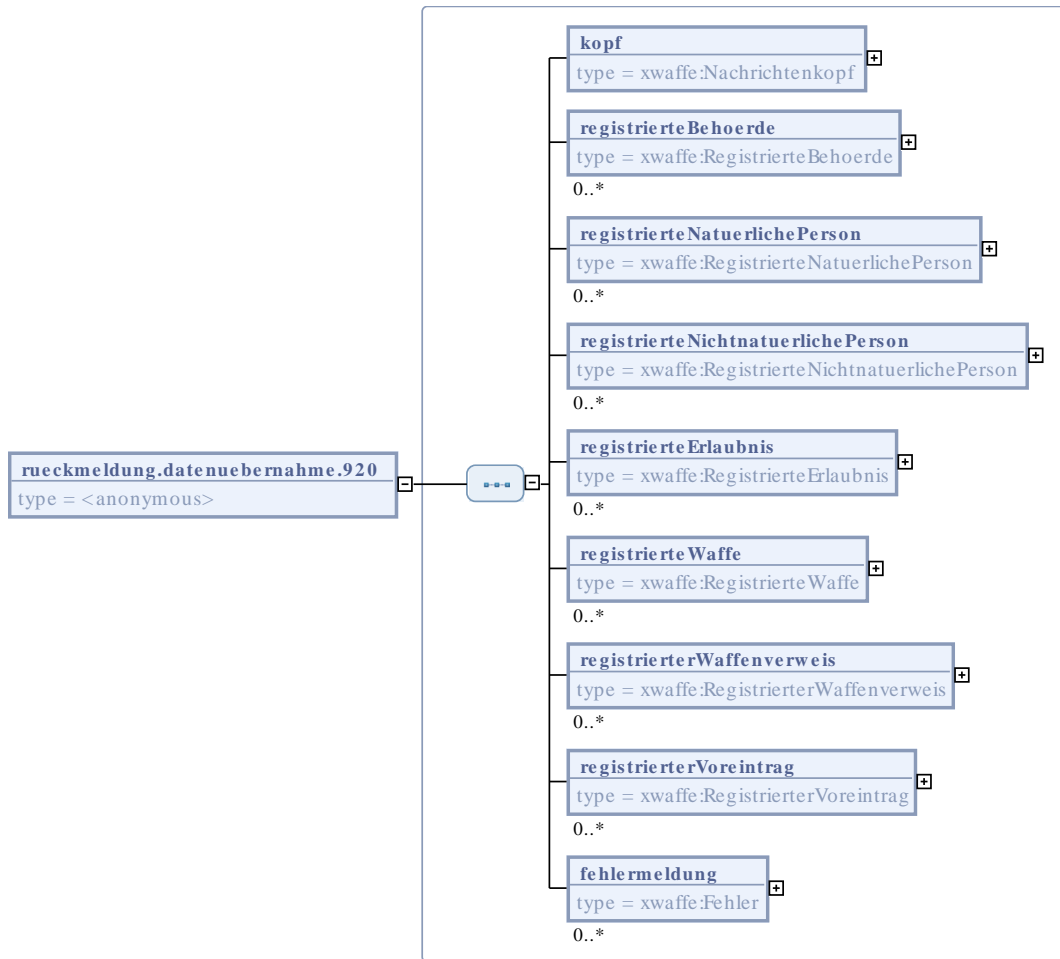 kopf
type = xwaffe:Nachrichtenkopf
registrierteBehoerde
type = xwaffe:RegistrierteBehoerde
0..*
registrierteNatuerlichePerson
type = xwaffe:RegistrierteNatuerlichePerson
0..*
registrierteNichtnatuerlichePerson
type = xwaffe:RegistrierteNichtnatuerlichePerson
0..*
rueckmeldung.datenuebernahme.920
type = <anonymous>
registrierteErlaubnis
type = xwaffe:RegistrierteErlaubnis
0..*
registrierteWaffe
type = xwaffe:RegistrierteWaffe
0..*
registrierterWaffenverweis
type = xwaffe:RegistrierterWaffenverweis
0..*
registrierterVoreintrag
type = xwaffe:RegistrierterVoreintrag
0..*
fehlermeldung
type = xwaffe:Fehler
0..*